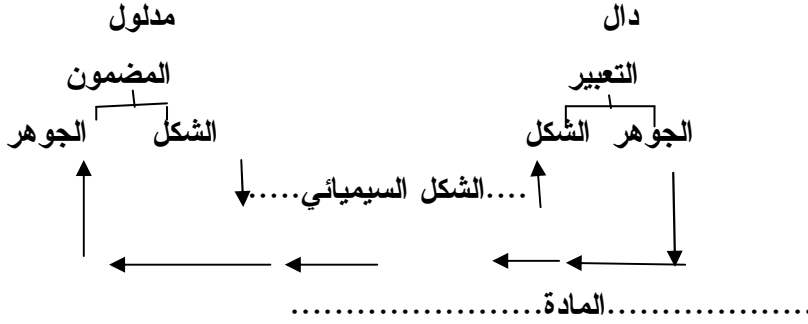 دال مدلول
التعبير المضمون
الجوهر الشكل الشكل الجوهر
....الشكل السيميائي.....
......................المادة.......................